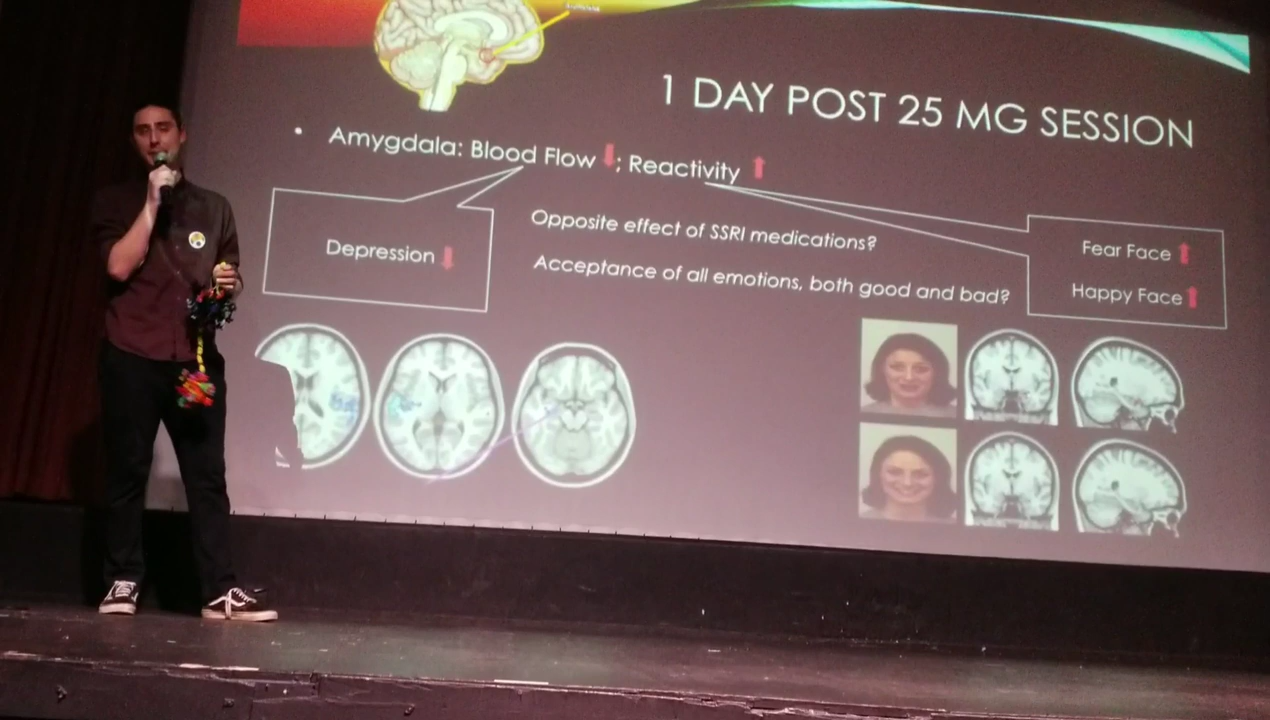 1 DAY POST 25 MG SESSION
• Amygdala: Blood Flow ⬇; Reactivity ⬆
Depression ⬇
Opposite effect of SSRI medications?
Acceptance of all emotions, both good and bad?
Fear Face ⬆
Happy Face ⬆